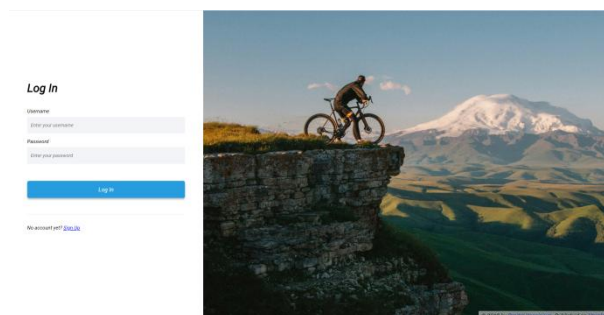 Log In
Username
Enter your username
Password
Enter your password
Log in
No account yet? Sign Up